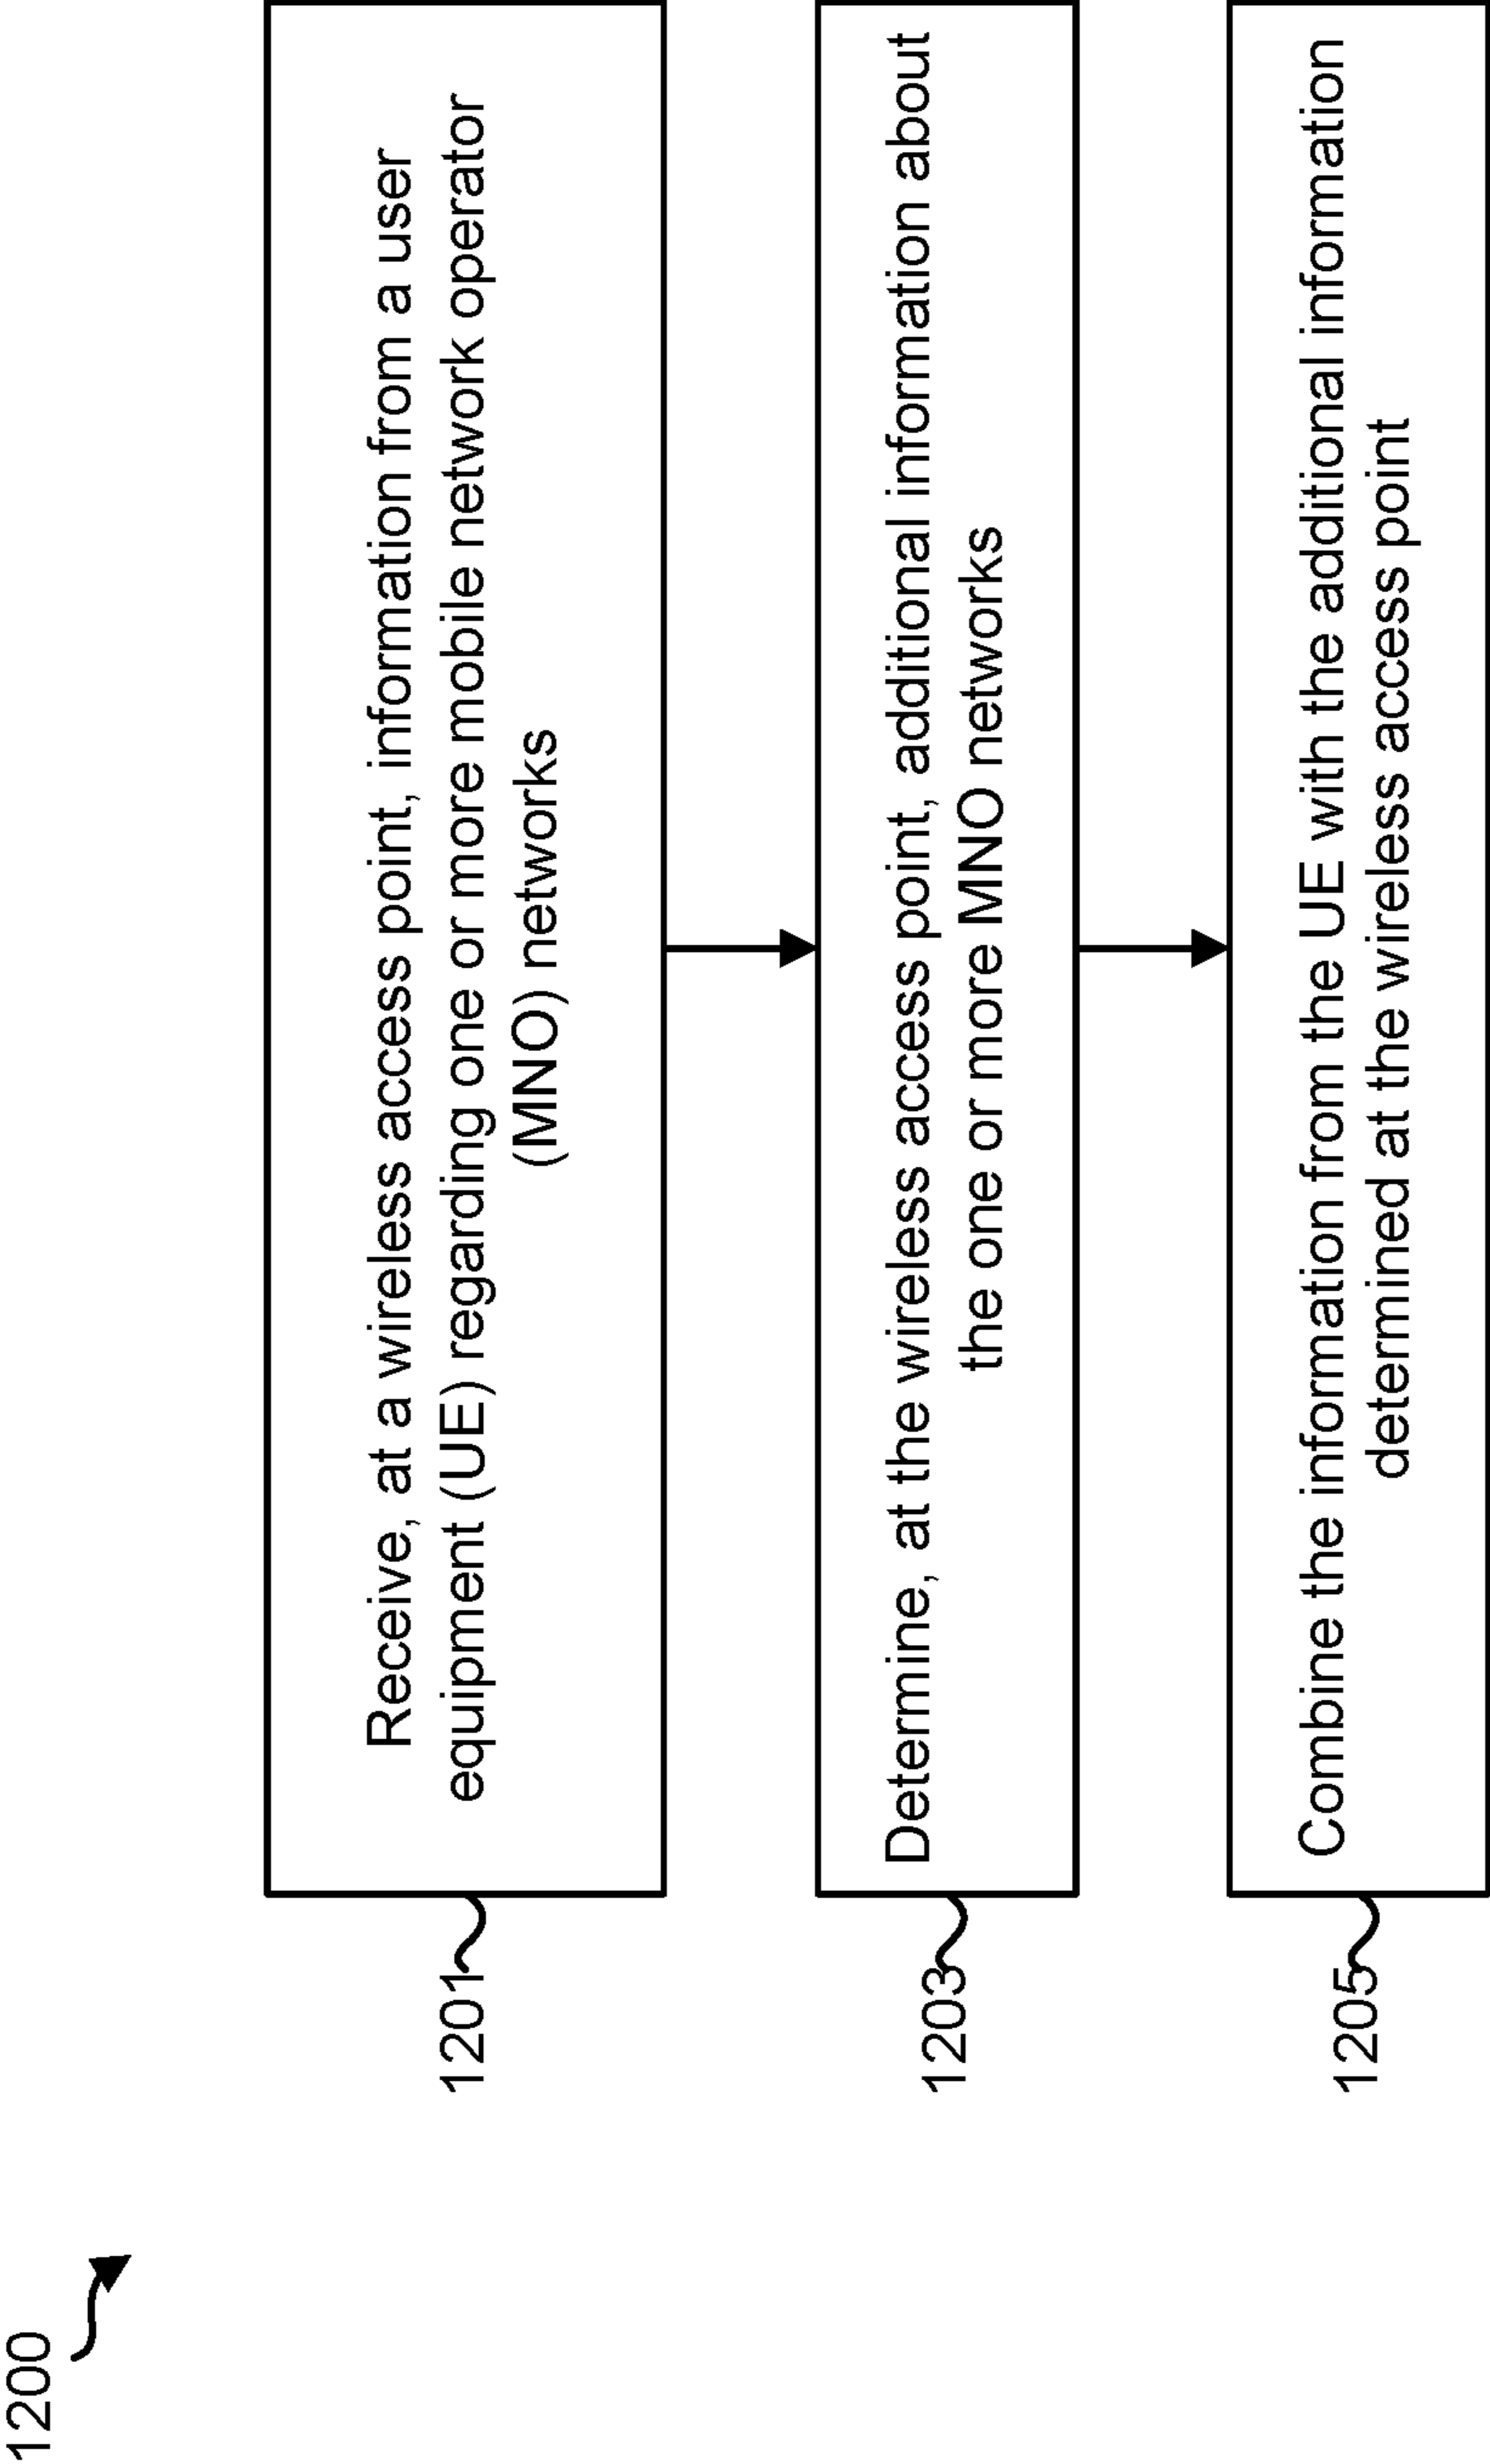 1200
1201
Receive, at a wireless access point, information from a user
equipment (UE) regarding one or more mobile network operator
(MNO) networks
1203
Determine, at the wireless access point, additional information about
the one or more MNO networks
1205
Combine the information from the UE with the additional information
determined at the wireless access point